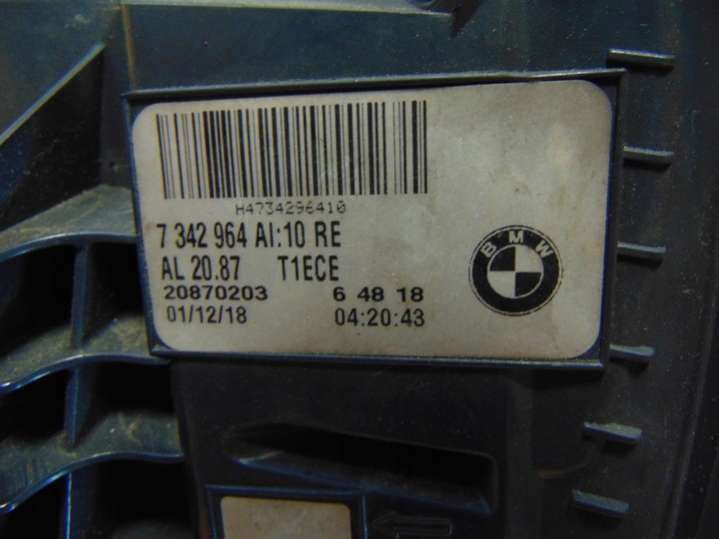 H4734296410
7 342 964 AI:10 RE
AL 20.87 T1ECE
20870203 6 48 18
01/12/18 04:20:43
BMW